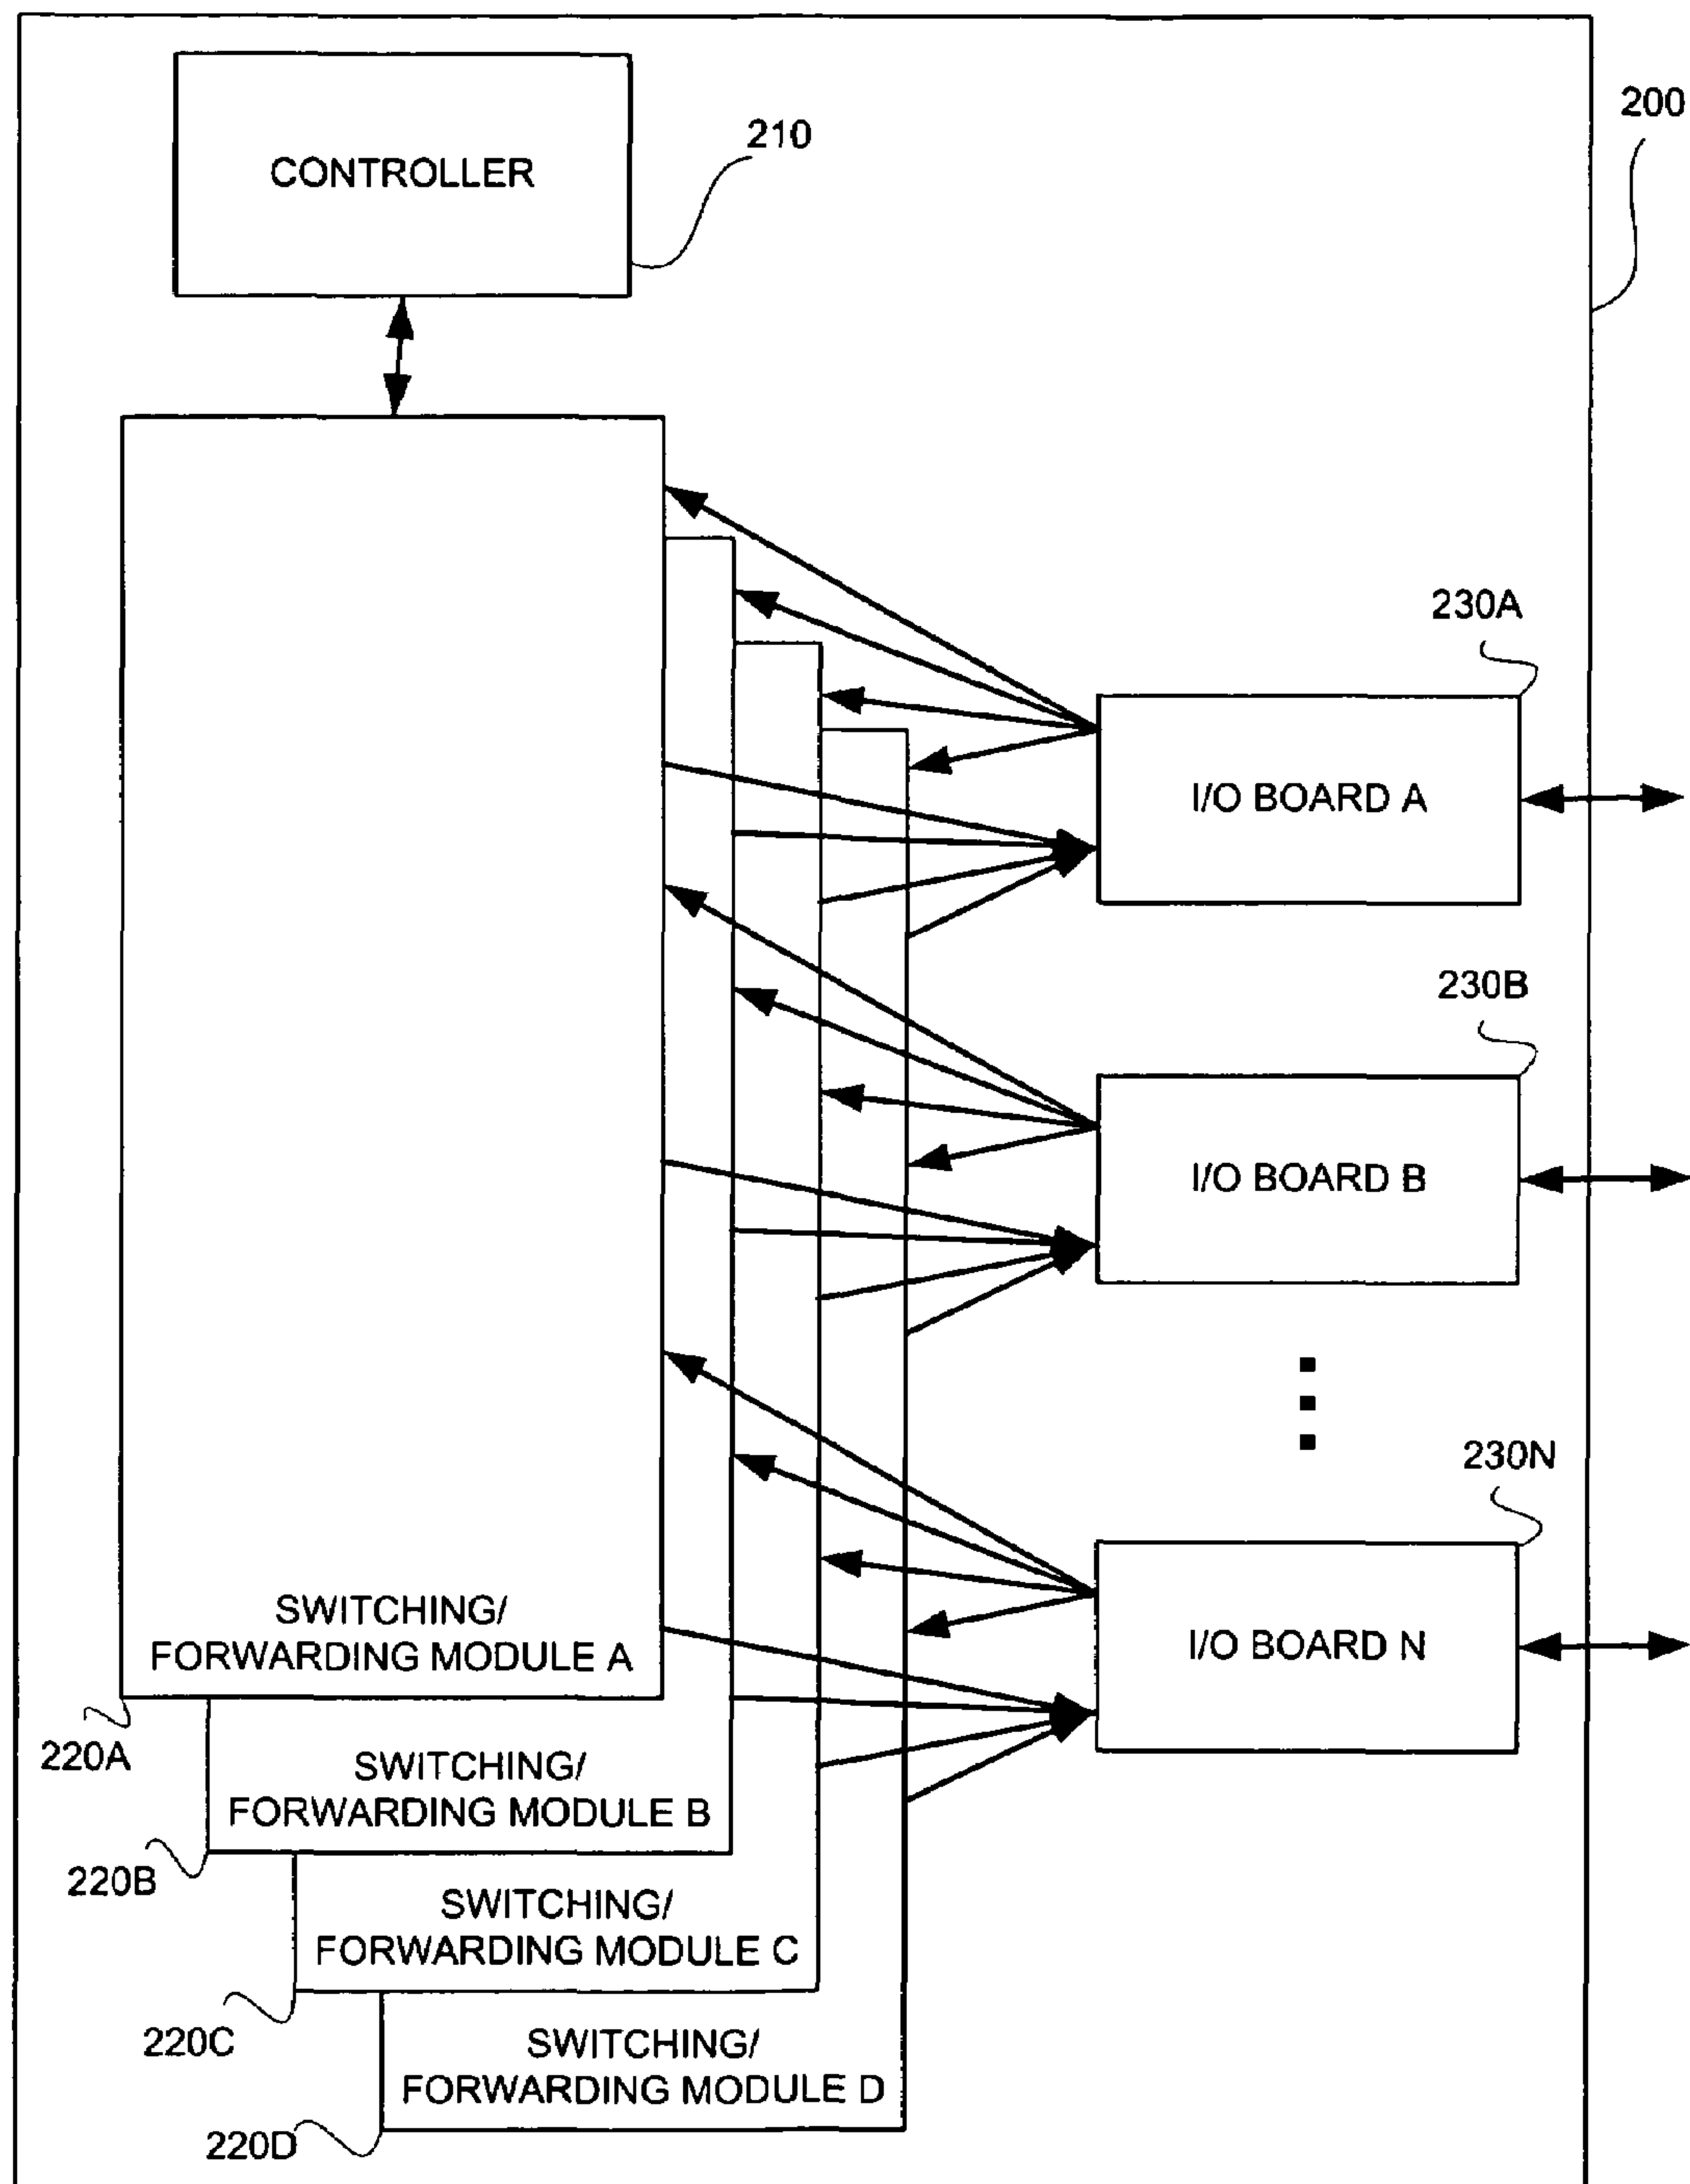 200
CONTROLLER
210
230A
I/O BOARD A
230B
I/O BOARD B
230N
I/O BOARD N
SWITCHING/
FORWARDING MODULE A
220A
SWITCHING/
FORWARDING MODULE B
220B
SWITCHING/
FORWARDING MODULE C
220C
SWITCHING/
FORWARDING MODULE D
220D